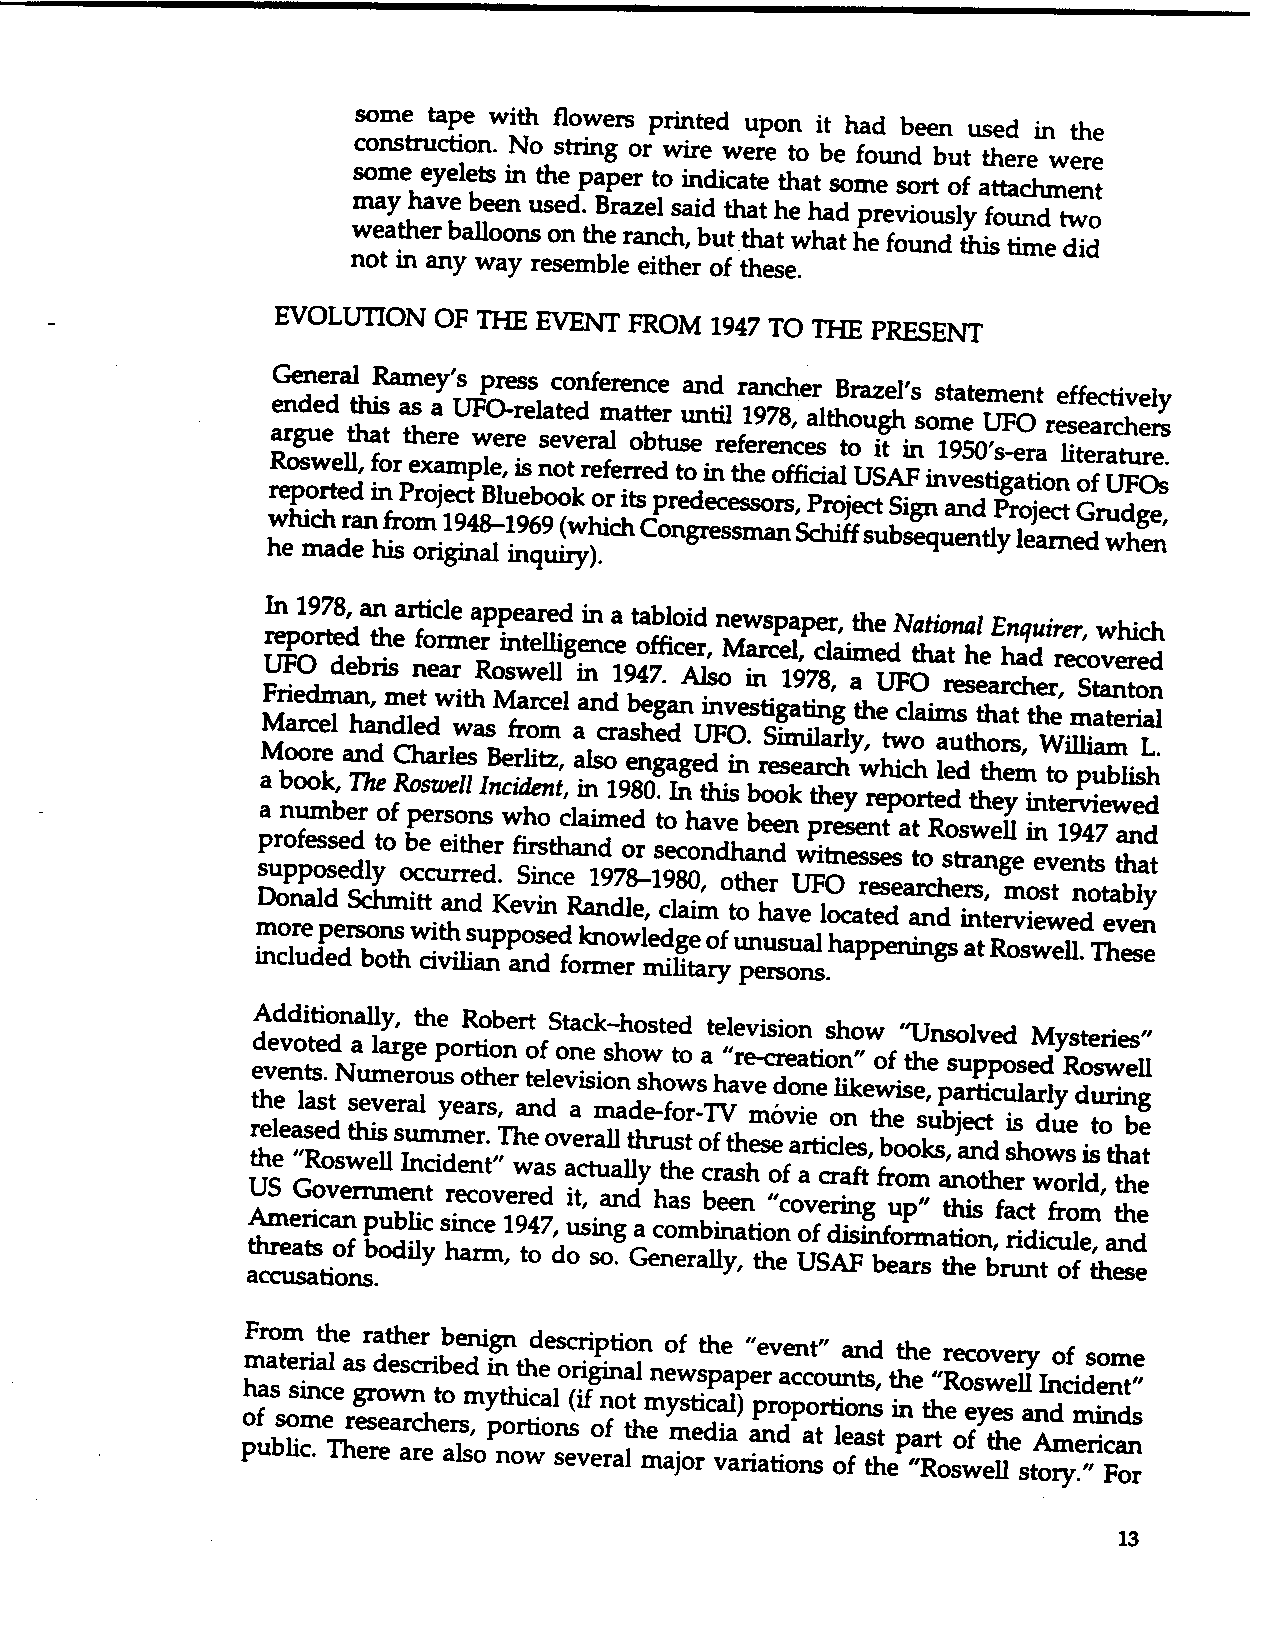 some tape with flowers printed upon it had been used in the
construction. No string or wire were to be found but there were
some eyelets in the paper to indicate that some sort of attachment
may have been used. Brazel said that he had previously found two
weather balloons on the ranch, but that what he found this time did
not in any way resemble either of these.
EVOLUTION OF THE EVENT FROM 1947 TO THE PRESENT
General Ramey's press conference and rancher Brazel's statement effectively
ended this as a UFO-related matter until 1978, although some UFO researchers
argue that there were several obtuse references to it in 1950's-era literature.
Roswell, for example, is not referred to in the official USAF investigation of UFOs
reported in Project Bluebook or its predecessors, Project Sign and Project Grudge,
which ran from 1948–1969 (which Congressman Schiff subsequently learned when
he made his original inquiry).
In 1978, an article appeared in a tabloid newspaper, the National Enquirer, which
reported the former intelligence officer, Marcel, claimed that he had recovered
UFO debris near Roswell in 1947. Also in 1978, a UFO researcher, Stanton
Friedman, met with Marcel and began investigating the claims that the material
Marcel handled was from a crashed UFO. Similarly, two authors, William L.
Moore and Charles Berlitz, also engaged in research which led them to publish
a book, The Roswell Incident, in 1980. In this book they reported they interviewed
a number of persons who claimed to have been present at Roswell in 1947 and
professed to be either firsthand or secondhand witnesses to strange events that
supposedly occurred. Since 1978–1980, other UFO researchers, most notably
Donald Schmitt and Kevin Randle, claim to have located and interviewed even
more persons with supposed knowledge of unusual happenings at Roswell. These
included both civilian and former military persons.
Additionally, the Robert Stack–hosted television show "Unsolved Mysteries"
devoted a large portion of one show to a "re-creation" of the supposed Roswell
events. Numerous other television shows have done likewise, particularly during
the last several years, and a made-for-TV movie on the subject is due to be
released this summer. The overall thrust of these articles, books, and shows is that
the "Roswell Incident" was actually the crash of a craft from another world, the
US Government recovered it, and has been "covering up" this fact from the
American public since 1947, using a combination of disinformation, ridicule, and
threats of bodily harm, to do so. Generally, the USAF bears the brunt of these
accusations.
From the rather benign description of the "event" and the recovery of some
material as described in the original newspaper accounts, the "Roswell Incident"
has since grown to mythical (if not mystical) proportions in the eyes and minds
of some researchers, portions of the media and at least part of the American
public. There are also now several major variations of the "Roswell story." For
13